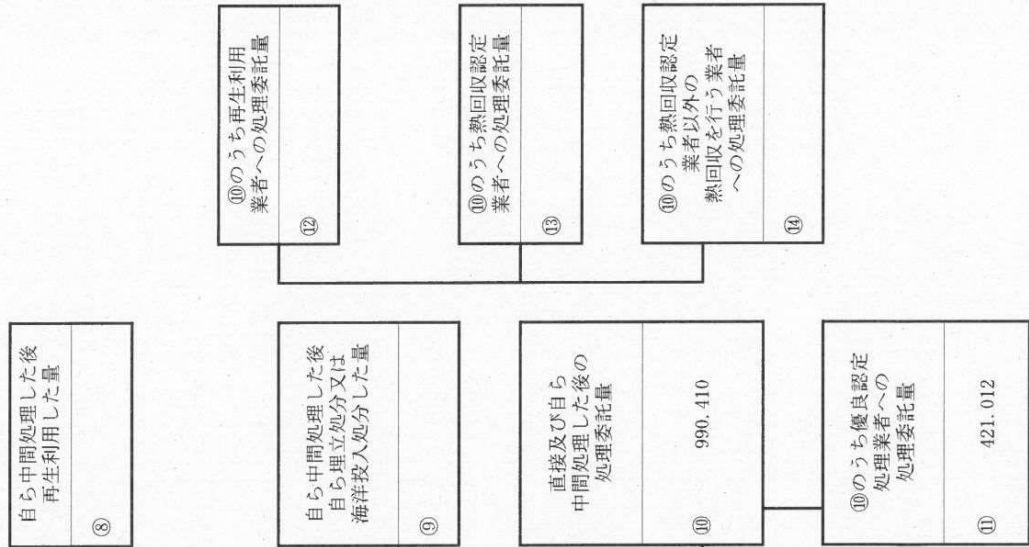 自ら中間処理した後
再生利用した量
⑧
自ら中間処理した後
自ら埋立処分又は
海洋投入処分した量
⑨
直接及び自ら
中間処理した後の
処理委託量
⑩ 990.410
⑩のうち優良認定
処理業者への
処理委託量
⑪ 421.012
⑩のうち再生利用
業者への処理委託量
⑫
⑩のうち熱回収認定
業者への処理委託量
⑬
⑩のうち熱回収認定
業者以外の
熱回収を行う業者
への処理委託量
⑭